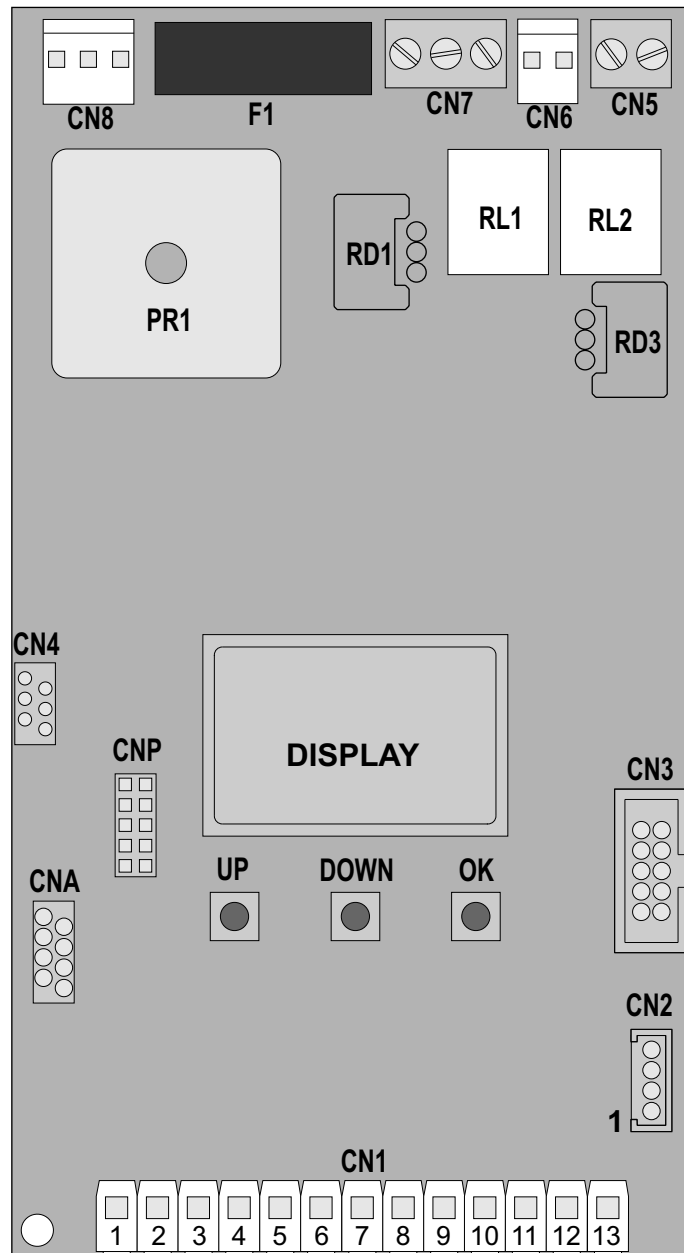 CN8
F1
CN7
CN6
CN5
RL1
RL2
RD1
PR1
RD3
CN4
DISPLAY
CNP
CN3
UP
DOWN
OK
CNA
CN2
1
CN1
1 2 3 4 5 6 7 8 9 10 11 12 13